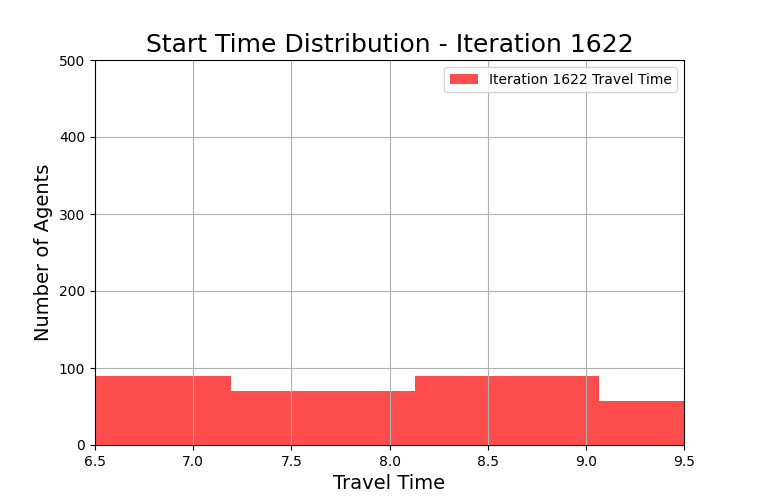 Start Time Distribution - Iteration 1622
500
400
300
200
100
0
Number of Agents
Iteration 1622 Travel Time
6.5 7.0 7.5 8.0 8.5 9.0 9.5
Travel Time